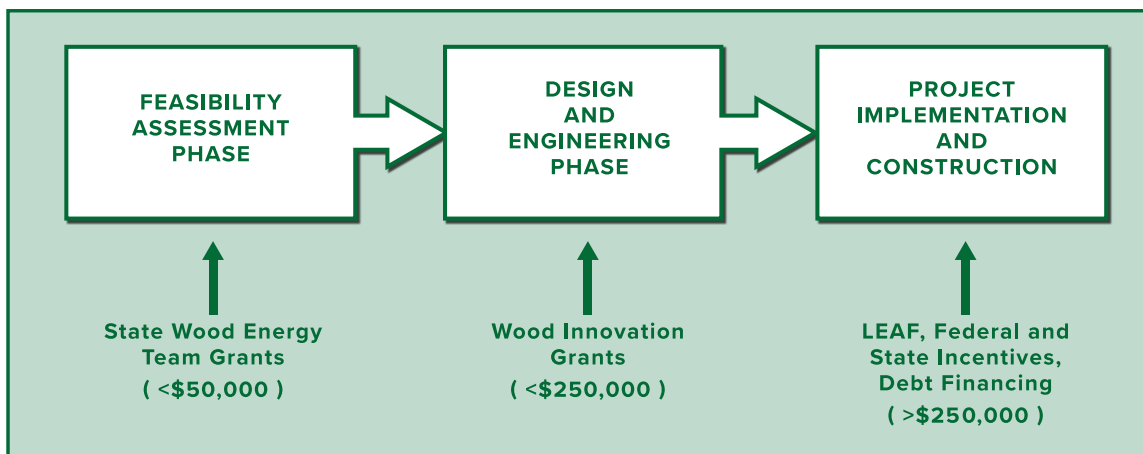 FEASIBILITY
ASSESSMENT
PHASE
DESIGN
AND
ENGINEERING
PHASE
PROJECT
IMPLEMENTATION
AND
CONSTRUCTION
State Wood Energy
Team Grants
( <$50,000 )
Wood Innovation
Grants
( <$250,000 )
LEAF, Federal and
State Incentives,
Debt Financing
( >$250,000 )